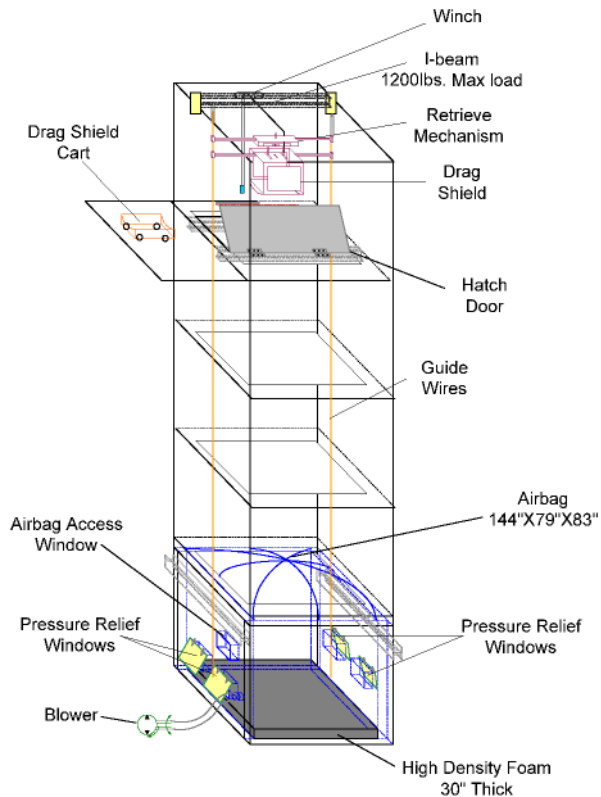 Winch
I-beam
1200lbs. Max load
Retrieve
Mechanism
Drag Shield
Cart
Drag
Shield
Hatch
Door
Guide
Wires
Airbag
144"X79"X83"
Airbag Access
Window
Pressure Relief
Windows
Pressure Relief
Windows
Blower
High Density Foam
30" Thick